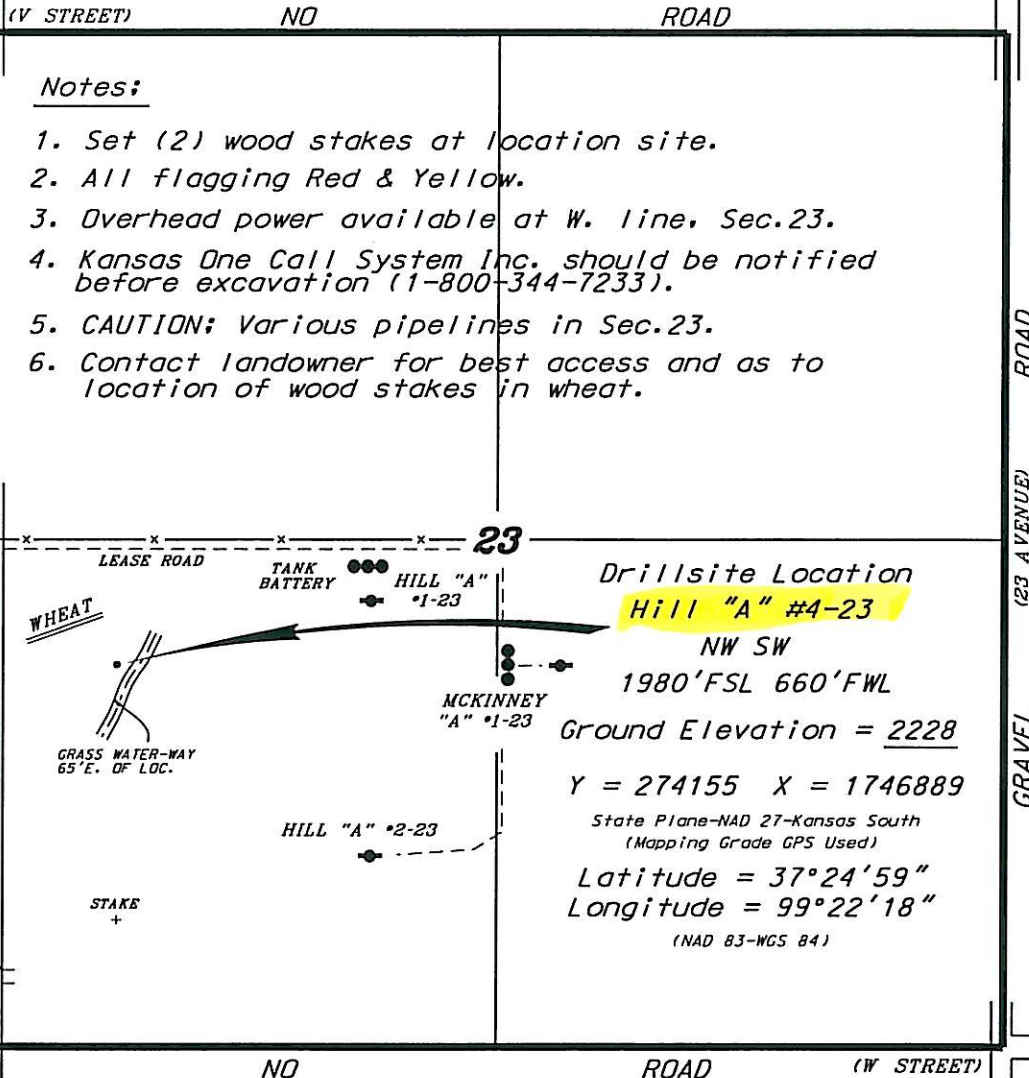 (V STREET) NO ROAD
Notes:
1. Set (2) wood stakes at location site.
2. All flagging Red & Yellow.
3. Overhead power available at W. line, Sec.23.
4. Kansas One Call System Inc. should be notified
before excavation (1-800-344-7233).
5. CAUTION: Various pipelines in Sec.23.
6. Contact landowner for best access and as to
location of wood stakes in wheat.
ROAD
(23 AVENUE)
GRAVEL
23
LEASE ROAD
TANK
BATTERY
HILL "A"
#1-23
WHEAT
Drillsite Location
Hill "A" #4-23
NW SW
1980'FSL 660'FWL
MCKINNEY
"A" #1-23
Ground Elevation = 2228
GRASS WATER-WAY
65'E. OF LOC.
Y = 274155 X = 1746889
State Plane-NAD 27-Kansas South
(Mapping Grade GPS Used)
HILL "A" #2-23
Latitude = 37°24'59"
Longitude = 99°22'18"
(NAD 83-WGS 84)
STAKE
NO ROAD (W STREET)